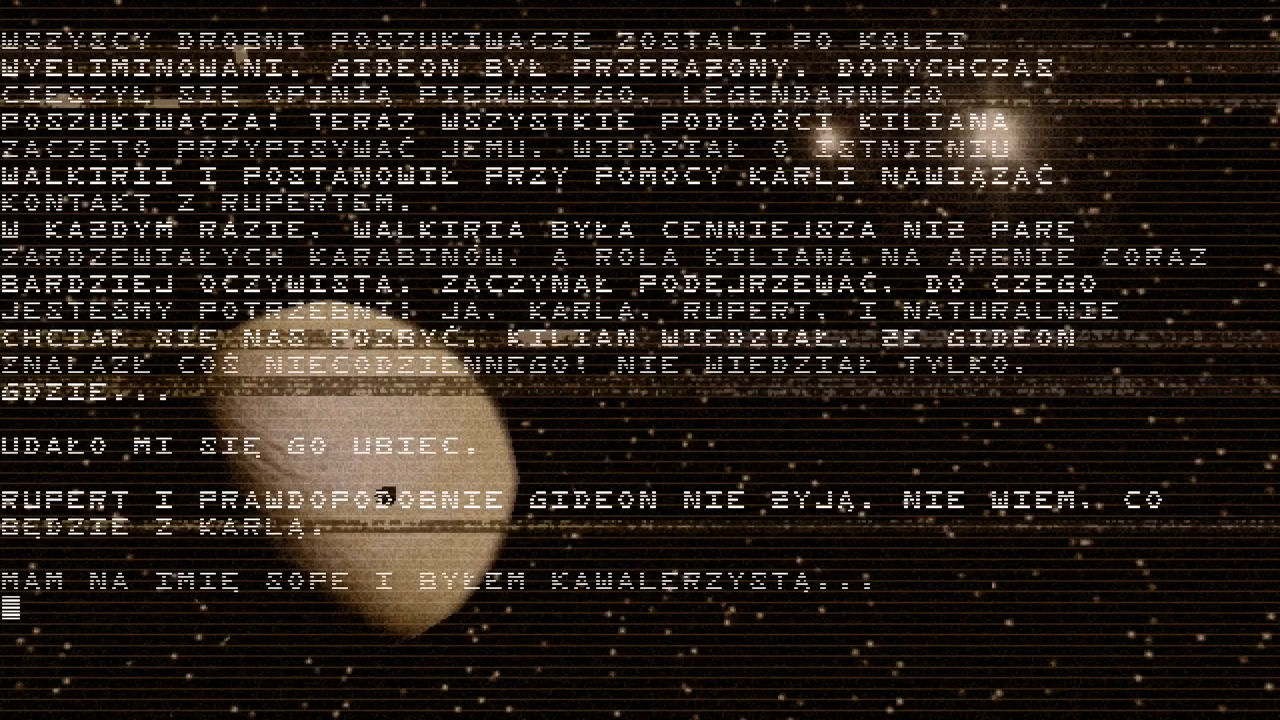 WSZYSCY DROBNI POSZUKIWACZE ZOSTALI PO KOLEI
WYELIMINOWANI. GIDEON BYŁ PRZERAŻONY. DOTYCHCZAS
CIESZYŁ SIĘ OPINIĄ PIERWSZEGO, LEGENDARNEGO
POSZUKIWACZA! TERAZ WSZYSTKIE PODŁOŚCI KILIANA
ZACZĘTO PRZYPISYWAĆ JEMU. WIEDZIAŁ O ISTNIENIU
WALKIRII I POSTANOWIŁ PRZY POMOCY KARLI NAWIĄZAĆ
KONTAKT Z RUPERTEM.
W KAŻDYM RAZIE, WALKIRIA BYŁA CENNIEJSZA NIŻ PARĘ
ZARDZEWIAŁYCH KARABINÓW, A ROLA KILIANA NA ARENIE CORAZ
BARDZIEJ OCZYWISTA. ZACZYNAŁ PODEJRZEWAĆ, DO CZEGO
JESTEŚMY POTRZEBNI. JA, KARLA, RUPERT, I NATURALNIE
CHCIAŁ SIĘ NAS POZBYĆ. KILIAN WIEDZIAŁ, ŻE GIDEON
ZNALAZŁ COŚ NIECODZIENNEGO! NIE WIEDZIAŁ TYLKO,
GDZIE...
UDAŁO MI SIĘ GO UBIEC.
RUPERT I PRAWDOPODOBNIE GIDEON NIE ŻYJĄ. NIE WIEM, CO
BĘDZIE Z KARLĄ.
MAM NA IMIĘ SOPE I BYŁEM KAWALERZYSTĄ...